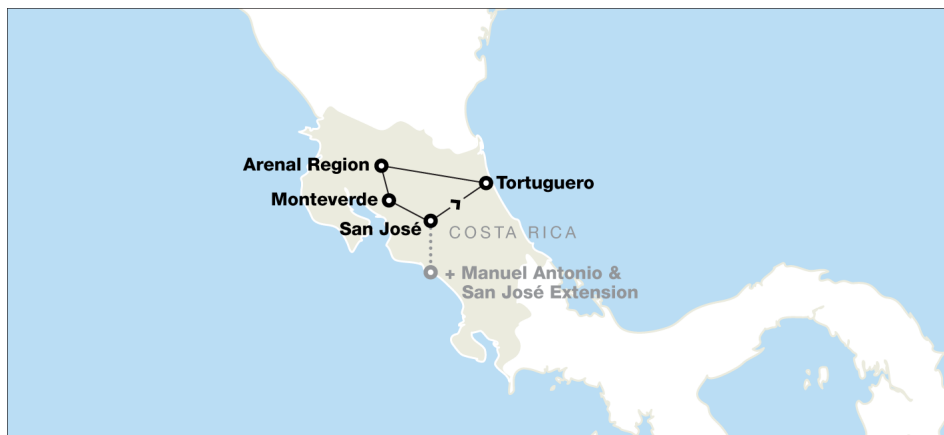 Arenal Region
Tortuguero
Monteverde
San José
COSTA RICA
+ Manuel Antonio &
San José Extension